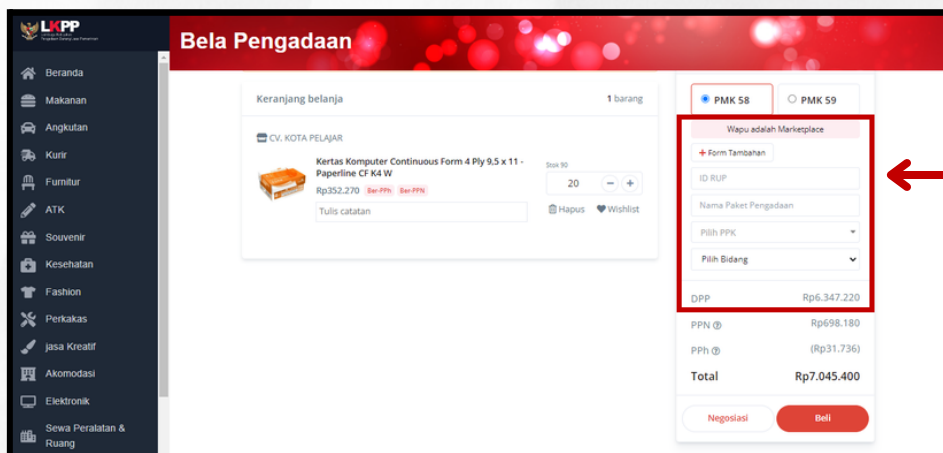 LKPP
Bela Pengadaan
Beranda
Makanan
Angkutan
Kurir
Furnitur
ATK
Souvenir
Kesehatan
Fashion
Perkakas
jasa Kreatif
Akomodasi
Elektronik
Sewa Peralatan &
Ruang
Keranjang belanja
1 barang
CV. KOTA PELAJAR
Kertas Komputer Continuous Form 4 Ply 9,5 x 11 -
Paperline CF K4 W
Rp352.270 Ber-PPh Ber-PPN
Tulis catatan
Stok 90
20 - +
Hapus Wishlist
PMK 58 PMK 59
Wapu adalah Marketplace
+ Form Tambahan
ID RUP
Nama Paket Pengadaan
Pilih PPK
Pilih Bidang
DPP Rp6.347.220
PPN Rp698.180
PPh (Rp31.736)
Total Rp7.045.400
Negosiasi Beli